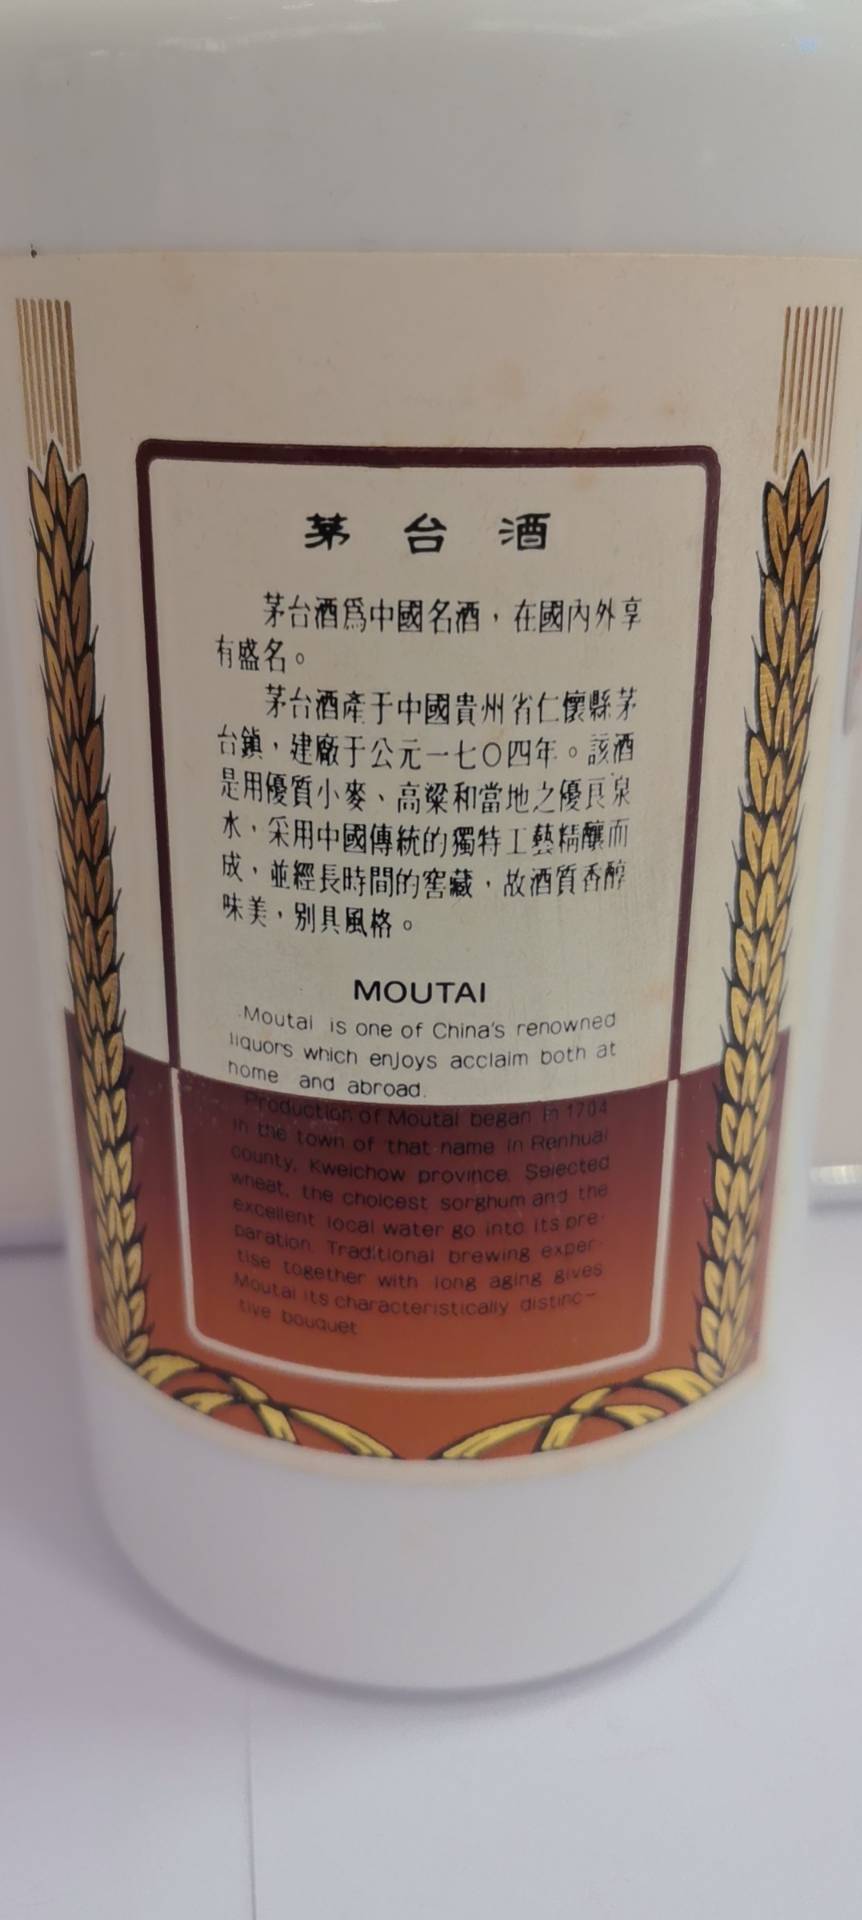 茅台酒
茅台酒爲中國名酒，在國內外享
有盛名。
茅台酒產于中國貴州省仁懷縣茅
台鎮，建廠于公元一七〇四年。該酒
是用優質小麥、高粱和當地之優良泉
水，采用中國傳統的獨特工藝精釀而
成，並經長時間的窖藏，故酒質香醇
味美，別具風格。
MOUTAI
Moutai is one of China's renowned
liquors which enjoys acclaim both at
home and abroad.
Production of Moutai began in 1704
in the town of that name in Renhuai
county, Kweichow province. Selected
wheat, the choicest sorghum and the
excellent local water go into its pre-
paration. Traditional brewing exper-
tise together with long aging gives
Moutai its characteristically distinc-
tive bouquet